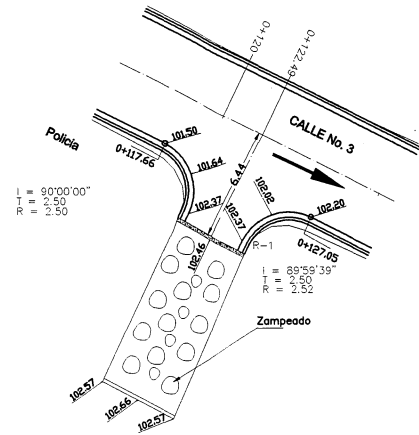 0+120
0+122.49
CALLE No. 3
Policia
101.50
0+117.66
101.64
6.44
102.02
102.20
102.37
102.37
R-1
0+127.05
I = 90°00'00"
T = 2.50
R = 2.50
102.46
I = 89°59'39"
T = 2.50
R = 2.52
Zampeado
102.57
102.66
102.57